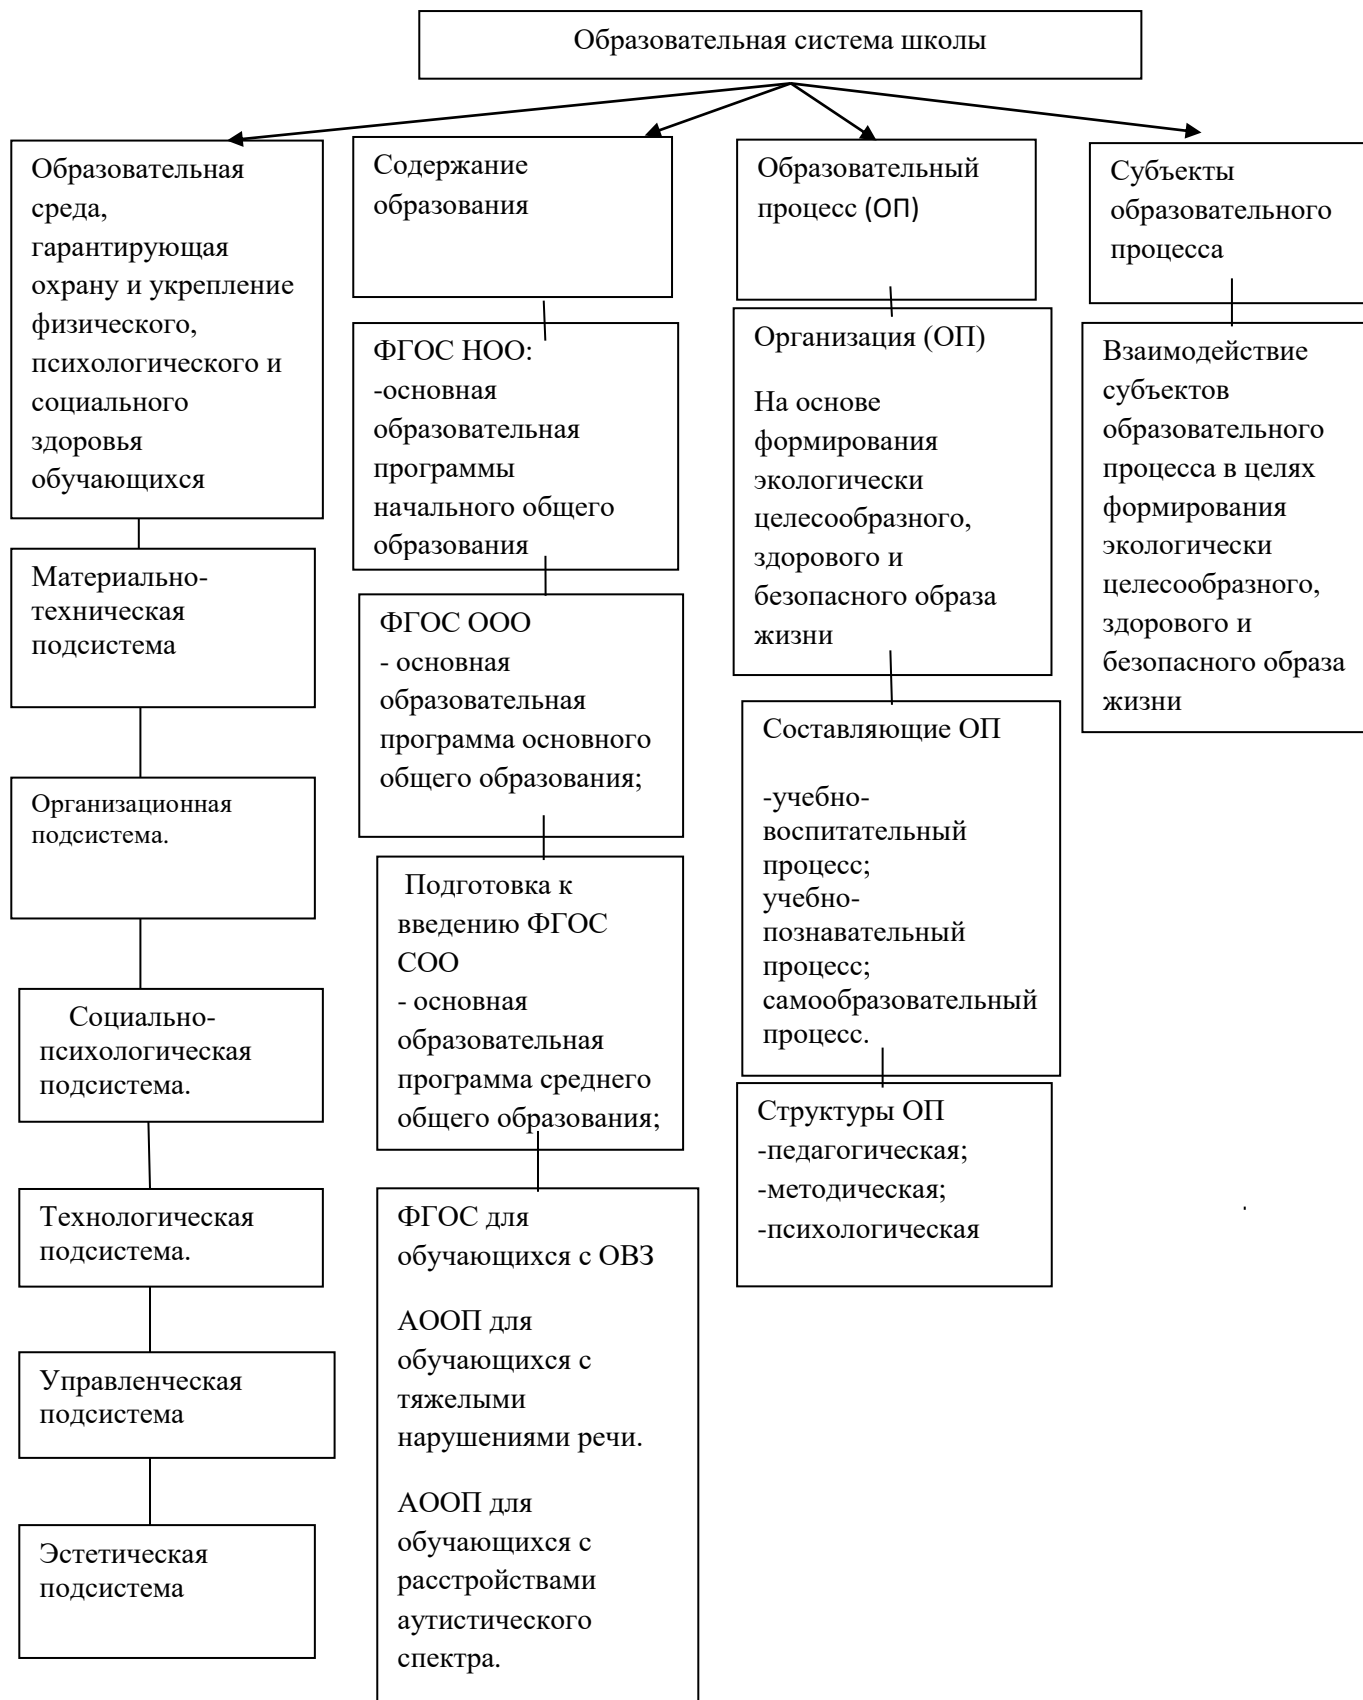 Образовательная система школы
Образовательная
среда,
гарантирующая
охрану и укрепление
физического,
психологического и
социального
здоровья
обучающихся
Материально-
техническая
подсистема
Организационная
подсистема.
Социально-
психологическая
подсистема.
Технологическая
подсистема.
Управленческая
подсистема
Эстетическая
подсистема
Содержание
образования
ФГОС НОО:
-основная
образовательная
программы
начального общего
образования
ФГОС ООО
- основная
образовательная
программа основного
общего образования;
Подготовка к
введению ФГОС
СОО
- основная
образовательная
программа среднего
общего образования;
ФГОС для
обучающихся с ОВЗ
АООП для
обучающихся с
тяжелыми
нарушениями речи.
АООП для
обучающихся с
расстройствами
аутистического
спектра.
Образовательный
процесс (ОП)
Организация (ОП)
На основе
формирования
экологически
целесообразного,
здорового и
безопасного образа
жизни
Составляющие ОП
-учебно-
воспитательный
процесс;
учебно-
познавательный
процесс;
самообразовательный
процесс.
Структуры ОП
-педагогическая;
-методическая;
-психологическая
Субъекты
образовательного
процесса
Взаимодействие
субъектов
образовательного
процесса в целях
формирования
экологически
целесообразного,
здорового и
безопасного образа
жизни